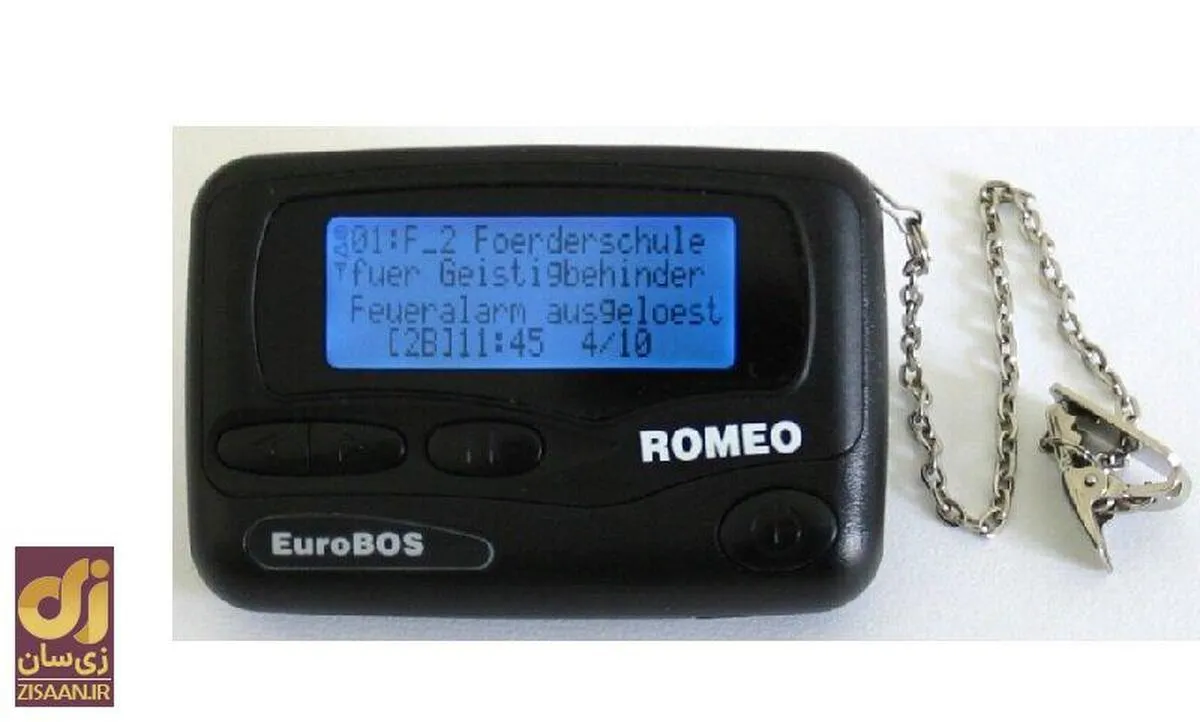 01:F_2 Foerderschule
fuer Geistigbehinder
Feueralarm ausgeloest
[2B]11:45 4/10
ROMEO
EuroBOS
زی‌سان
ZISAAN.IR